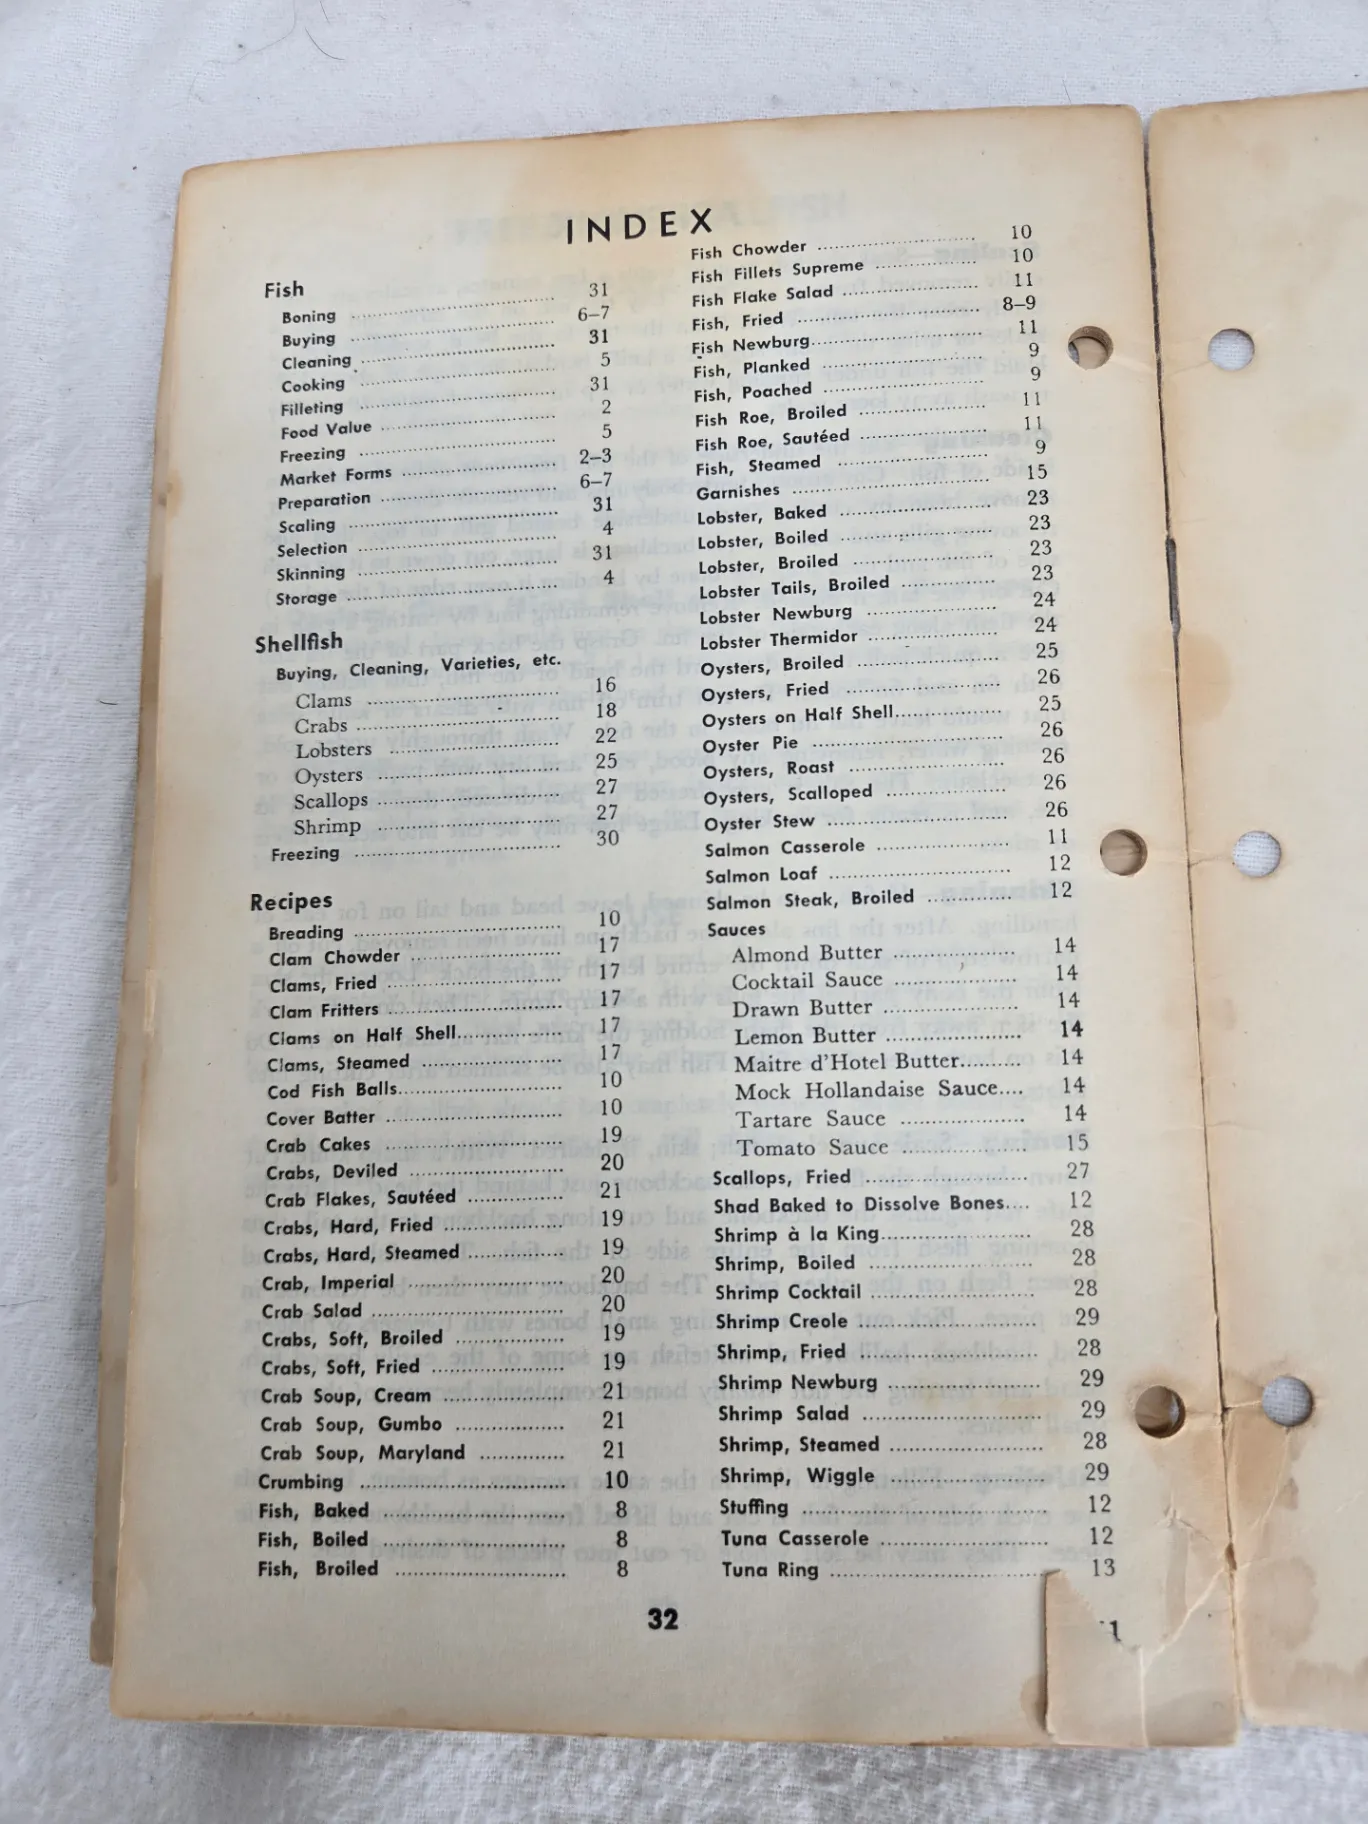 INDEX
Fish
Boning ........ 31
Buying ........ 6–7
Cleaning ........ 31
Cooking ........ 5
Filleting ........ 31
Food Value ........ 2
Freezing ........ 5
Market Forms ........ 2–3
Preparation ........ 6–7
Scaling ........ 31
Selection ........ 4
Skinning ........ 31
Storage ........ 4
Shellfish
Buying, Cleaning, Varieties, etc.
Clams ........ 16
Crabs ........ 18
Lobsters ........ 22
Oysters ........ 25
Scallops ........ 27
Shrimp ........ 27
Freezing ........ 30
Recipes
Breading ........ 10
Clam Chowder ........ 17
Clams, Fried ........ 17
Clam Fritters ........ 17
Clams on Half Shell ........ 17
Clams, Steamed ........ 17
Cod Fish Balls ........ 10
Cover Batter ........ 10
Crab Cakes ........ 19
Crabs, Deviled ........ 20
Crab Flakes, Sautéed ........ 21
Crabs, Hard, Fried ........ 19
Crabs, Hard, Steamed ........ 19
Crab, Imperial ........ 20
Crab Salad ........ 20
Crabs, Soft, Broiled ........ 19
Crabs, Soft, Fried ........ 19
Crab Soup, Cream ........ 21
Crab Soup, Gumbo ........ 21
Crab Soup, Maryland ........ 21
Crumbing ........ 10
Fish, Baked ........ 8
Fish, Boiled ........ 8
Fish, Broiled ........ 8
Fish Chowder ........ 10
Fish Fillets Supreme ........ 10
Fish Flake Salad ........ 11
Fish, Fried ........ 8–9
Fish Newburg ........ 11
Fish, Planked ........ 9
Fish, Poached ........ 9
Fish Roe, Broiled ........ 11
Fish Roe, Sautéed ........ 11
Fish, Steamed ........ 9
Garnishes ........ 15
Lobster, Baked ........ 23
Lobster, Boiled ........ 23
Lobster, Broiled ........ 23
Lobster Tails, Broiled ........ 23
Lobster Newburg ........ 24
Lobster Thermidor ........ 24
Oysters, Broiled ........ 25
Oysters, Fried ........ 26
Oysters on Half Shell ........ 25
Oyster Pie ........ 26
Oysters, Roast ........ 26
Oysters, Scalloped ........ 26
Oyster Stew ........ 26
Salmon Casserole ........ 11
Salmon Loaf ........ 12
Salmon Steak, Broiled ........ 12
Sauces
Almond Butter ........ 14
Cocktail Sauce ........ 14
Drawn Butter ........ 14
Lemon Butter ........ 14
Maitre d'Hotel Butter ........ 14
Mock Hollandaise Sauce.... 14
Tartare Sauce ........ 14
Tomato Sauce ........ 15
Scallops, Fried ........ 27
Shad Baked to Dissolve Bones.... 12
Shrimp à la King ........ 28
Shrimp, Boiled ........ 28
Shrimp Cocktail ........ 28
Shrimp Creole ........ 29
Shrimp, Fried ........ 28
Shrimp Newburg ........ 29
Shrimp Salad ........ 29
Shrimp, Steamed ........ 28
Shrimp, Wiggle ........ 29
Stuffing ........ 12
Tuna Casserole ........ 12
Tuna Ring ........ 13
32